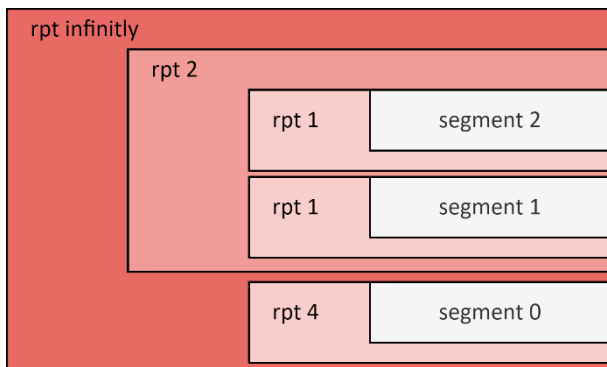 rpt infinitly
rpt 2
rpt 1 segment 2
rpt 1 segment 1
rpt 4 segment 0